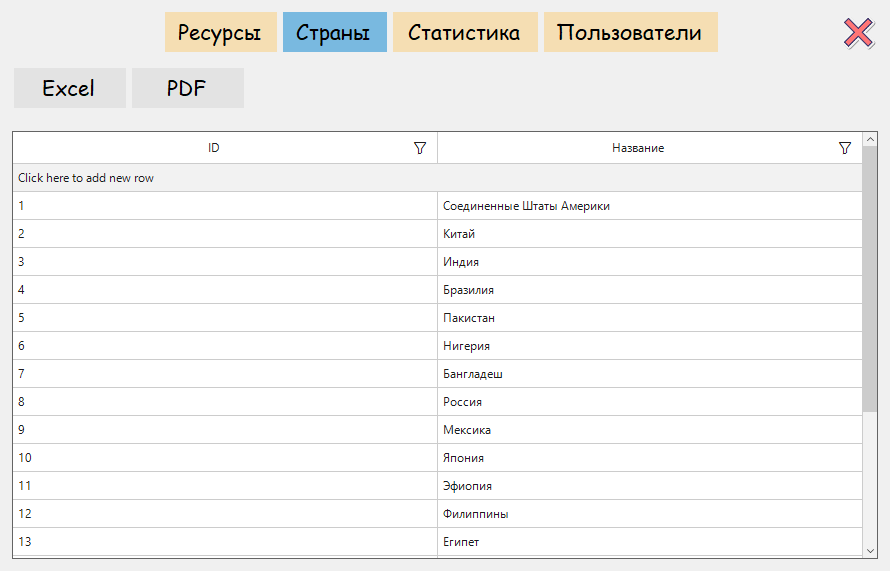 Ресурсы Страны Статистика Пользователи
Excel PDF
ID Название
Click here to add new row
1 Соединенные Штаты Америки
2 Китай
3 Индия
4 Бразилия
5 Пакистан
6 Нигерия
7 Бангладеш
8 Россия
9 Мексика
10 Япония
11 Эфиопия
12 Филиппины
13 Египет